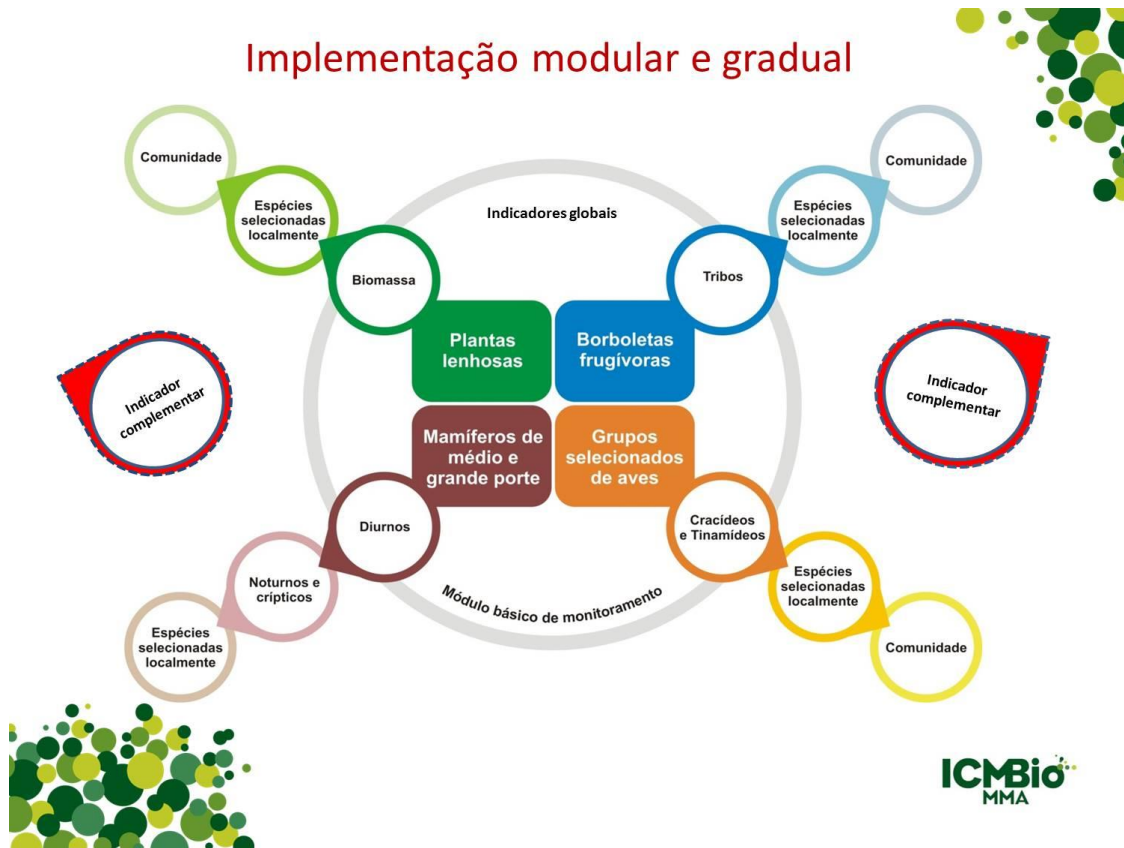 Implementação modular e gradual
Comunidade
Espécies
selecionadas
localmente
Biomassa
Indicadores globais
Tribos
Espécies
selecionadas
localmente
Comunidade
Plantas
lenhosas
Borboletas
frugívoras
Indicador
complementar
Indicador
complementar
Mamíferos de
médio e
grande porte
Grupos
selecionados
de aves
Diurnos
Cracídeos
e Tinamídeos
Noturnos e
crípticos
Módulo básico de monitoramento
Espécies
selecionadas
localmente
Espécies
selecionadas
localmente
Comunidade
ICMBio
MMA